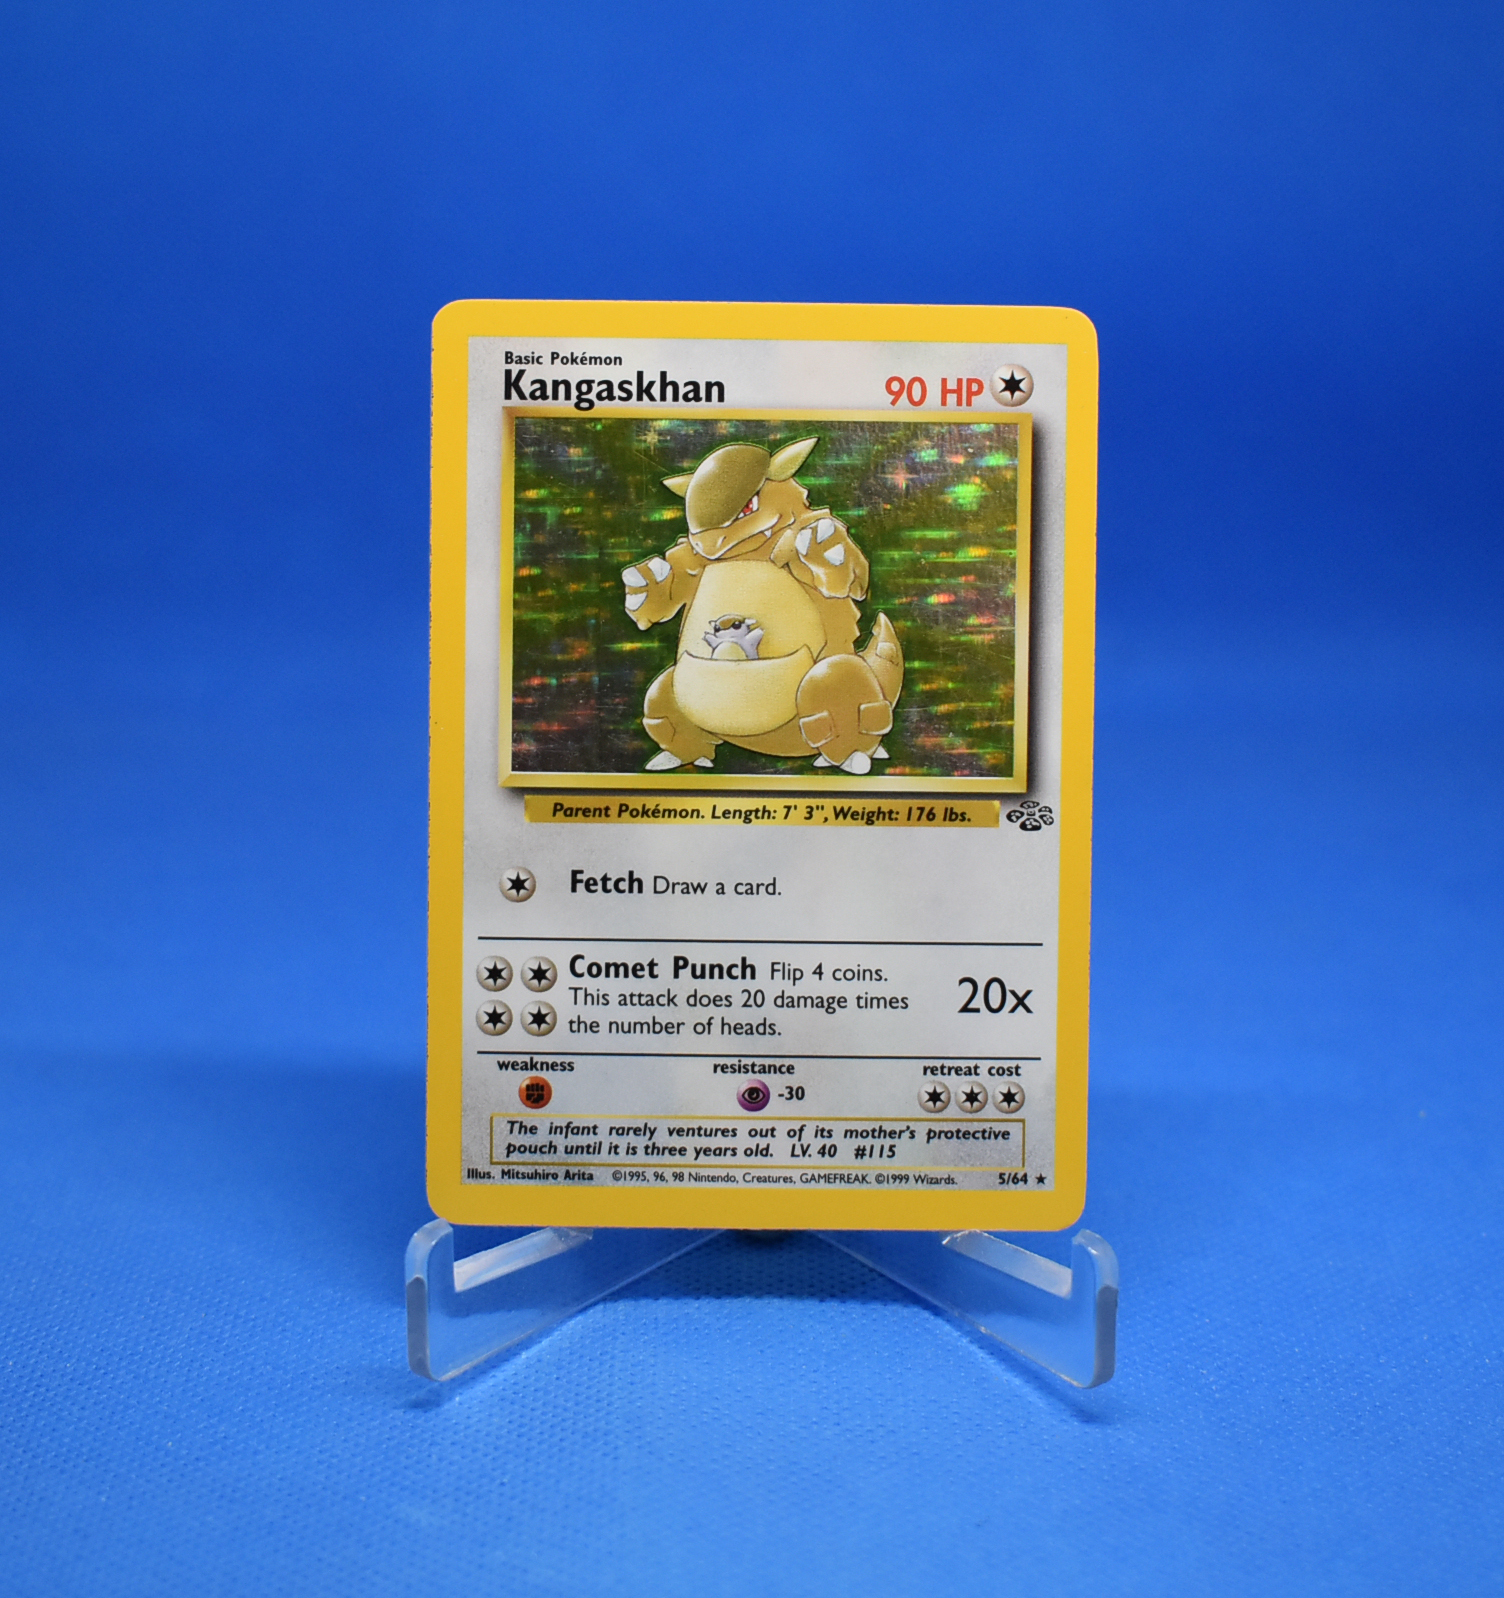 Basic Pokémon
Kangaskhan 90 HP
Parent Pokémon. Length: 7' 3", Weight: 176 lbs.
Fetch Draw a card.
Comet Punch Flip 4 coins.
This attack does 20 damage times
the number of heads.
20x
weakness resistance retreat cost
-30
The infant rarely ventures out of its mother's protective
pouch until it is three years old. LV. 40 #115
Illus. Mitsuhiro Arita ©1995, 96, 98 Nintendo, Creatures, GAMEFREAK. ©1999 Wizards. 5/64 ★